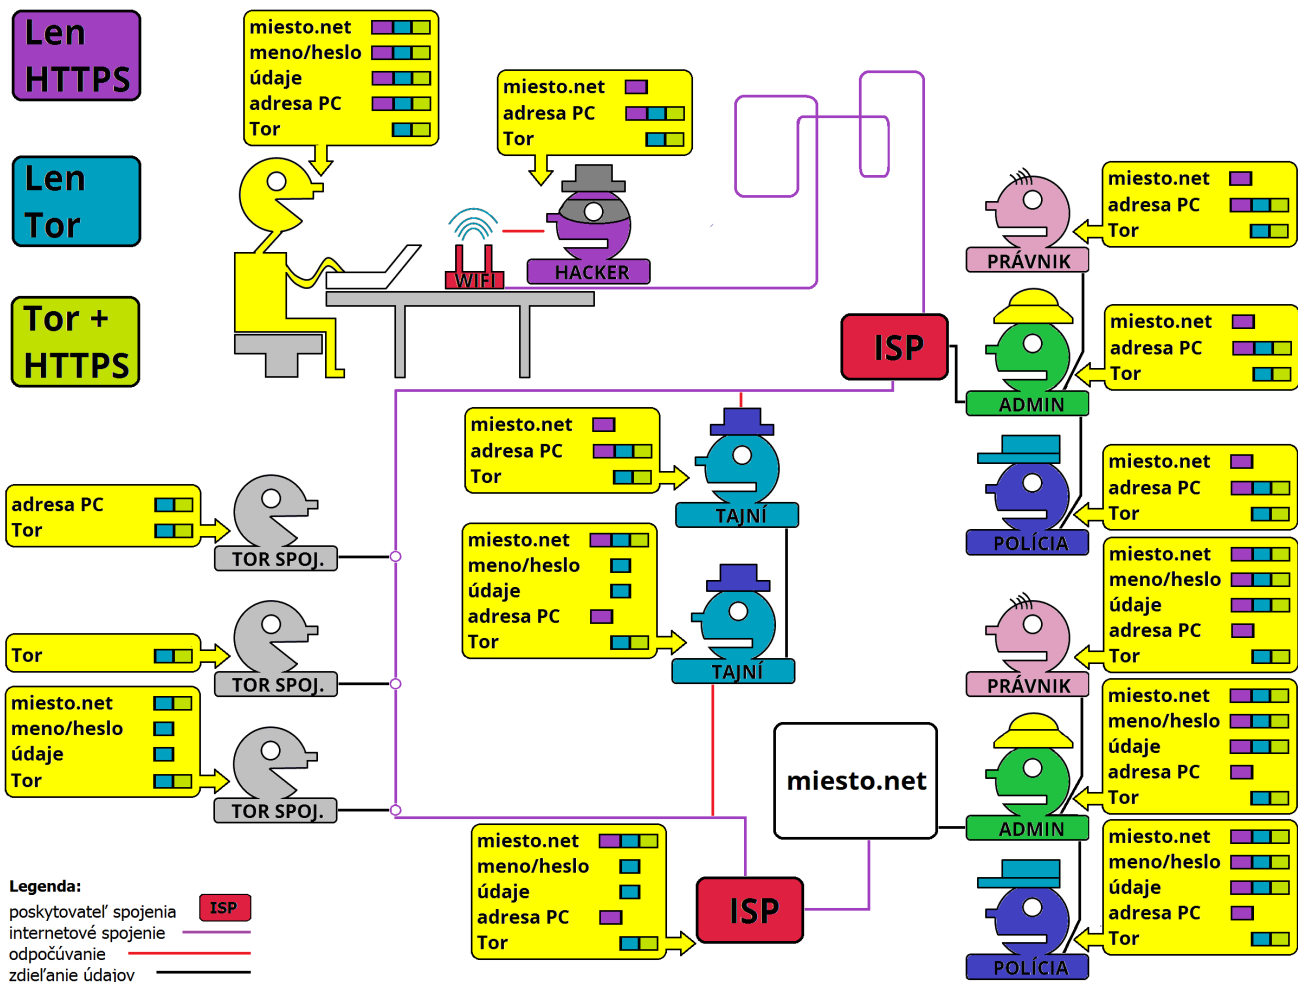 Len
HTTPS
Len
Tor
Tor +
HTTPS
miesto.net
meno/heslo
údaje
adresa PC
Tor
miesto.net
adresa PC
Tor
HACKER
WIFI
ISP
miesto.net
adresa PC
Tor
PRÁVNIK
miesto.net
adresa PC
Tor
ADMIN
miesto.net
adresa PC
Tor
POLÍCIA
miesto.net
adresa PC
Tor
TAJNÍ
miesto.net
meno/heslo
údaje
adresa PC
Tor
TAJNÍ
adresa PC
Tor
TOR SPOJ.
Tor
TOR SPOJ.
miesto.net
meno/heslo
údaje
Tor
TOR SPOJ.
miesto.net
meno/heslo
údaje
adresa PC
Tor
PRÁVNIK
miesto.net
meno/heslo
údaje
adresa PC
Tor
ADMIN
miesto.net
meno/heslo
údaje
adresa PC
Tor
POLÍCIA
miesto.net
miesto.net
meno/heslo
údaje
adresa PC
Tor
ISP
Legenda:
poskytovateľ spojenia
ISP
internetové spojenie
odpočúvanie
zdieľanie údajov